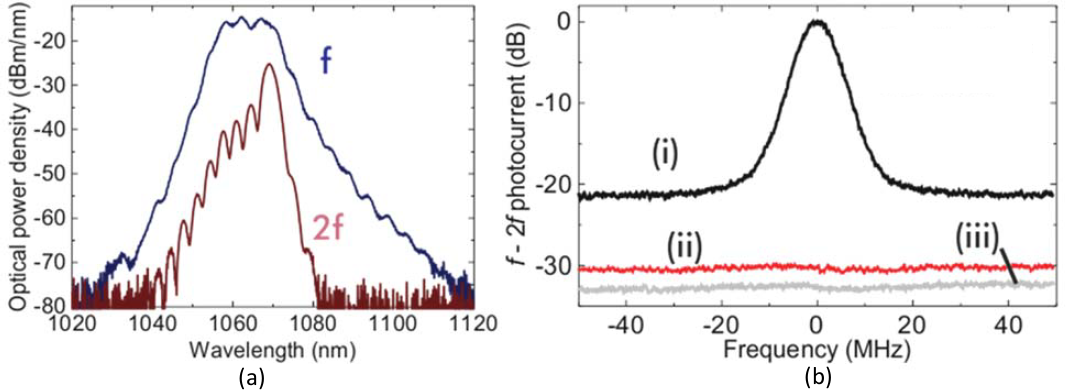 Optical power density (dBm/nm)
-20
-30
-40
-50
-60
-70
-80
f
2f
1020 1040 1060 1080 1100 1120
Wavelength (nm)
(a)
f - 2f photocurrent (dB)
0
-10
-20
-30
(i)
(ii)
(iii)
-40 -20 0 20 40
Frequency (MHz)
(b)